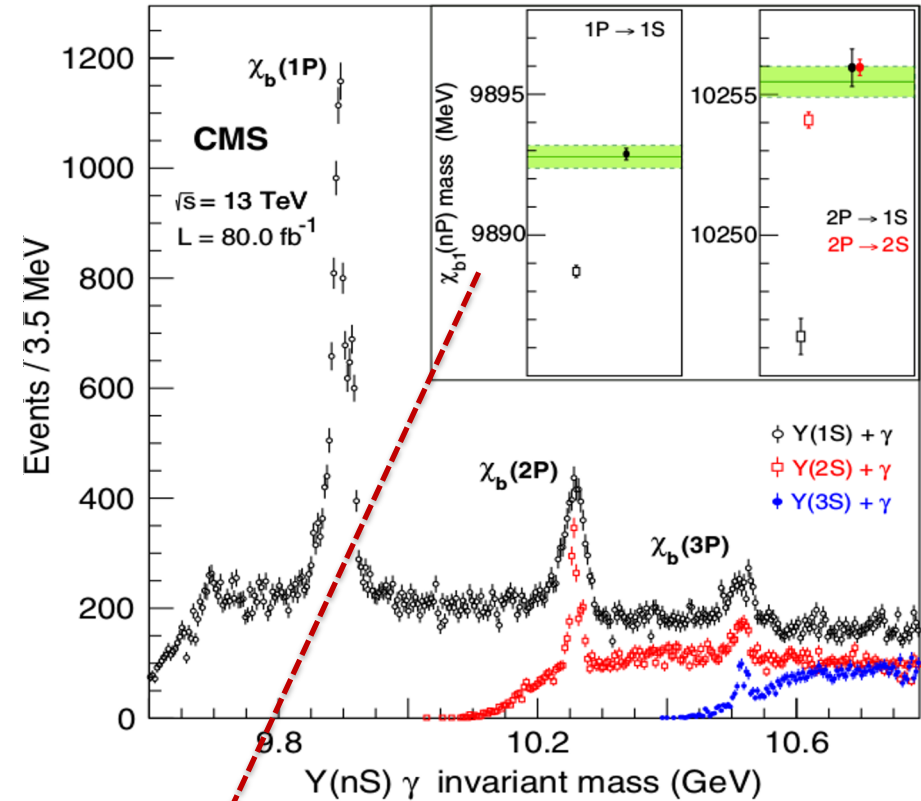 1200
1000
800
600
400
200
0
Events / 3.5 MeV
χb(1P)
CMS
√s = 13 TeV
L = 80.0 fb⁻¹
χb1(nP) mass (MeV)
1P → 1S
9895
9890
10255
10250
2P → 1S
2P → 2S
Y(1S) + γ
Y(2S) + γ
Y(3S) + γ
χb(2P)
χb(3P)
9.8
10.2
10.6
Y(nS) γ invariant mass (GeV)